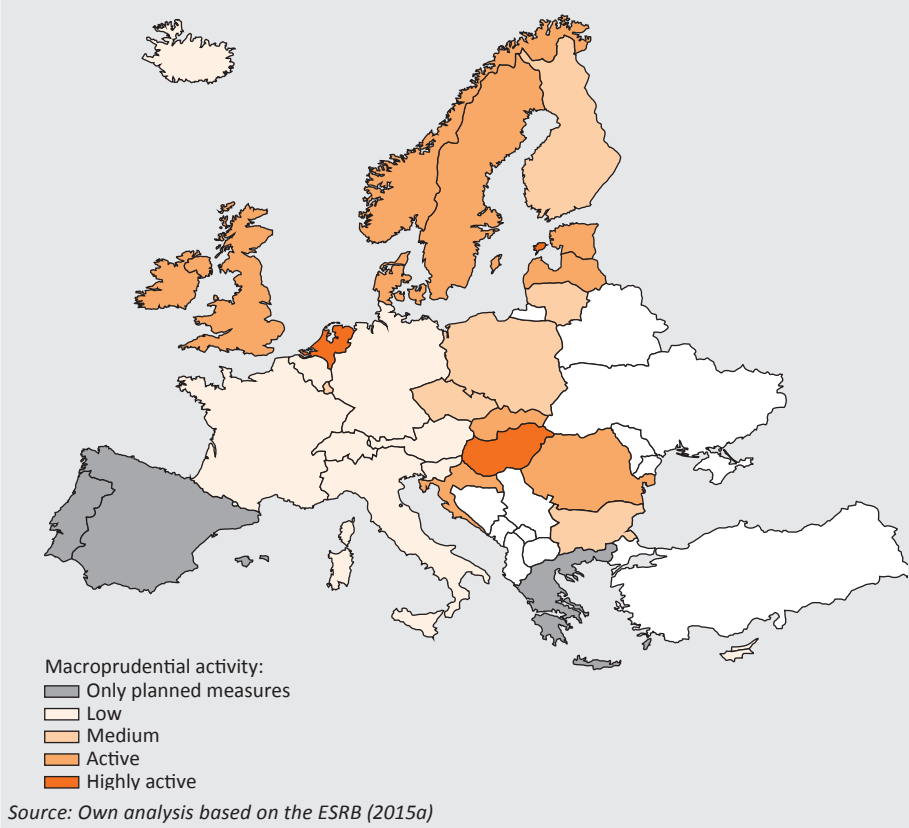 Macroprudential activity:
Only planned measures
Low
Medium
Active
Highly active
Source: Own analysis based on the ESRB (2015a)